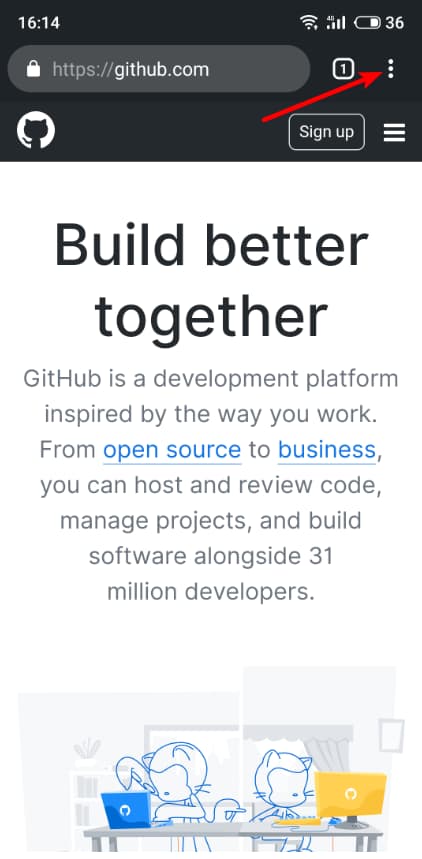 16:14
4G
36
https://github.com
1
Sign up
Build better
together
GitHub is a development platform
inspired by the way you work.
From open source to business,
you can host and review code,
manage projects, and build
software alongside 31
million developers.